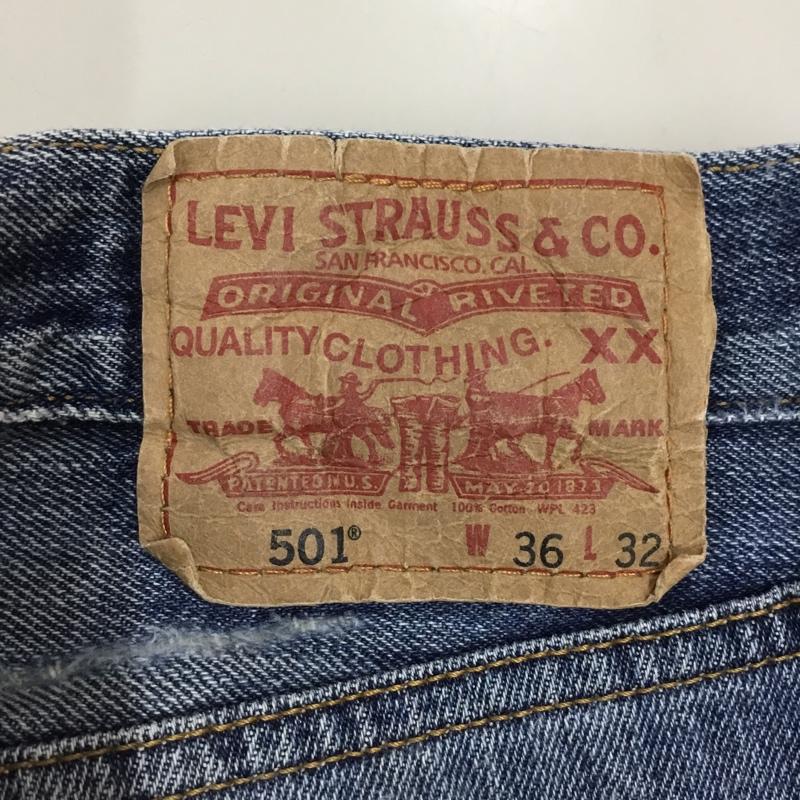 LEVI STRAUSS & CO.
SAN FRANCISCO, CAL.
ORIGINAL RIVETED
QUALITY CLOTHING. XX
TRADE MARK
PATENTED IN U.S. MAY 20 1873
Care Instructions Inside Garment 100% Cotton WPL 423
501® W 36 L 32